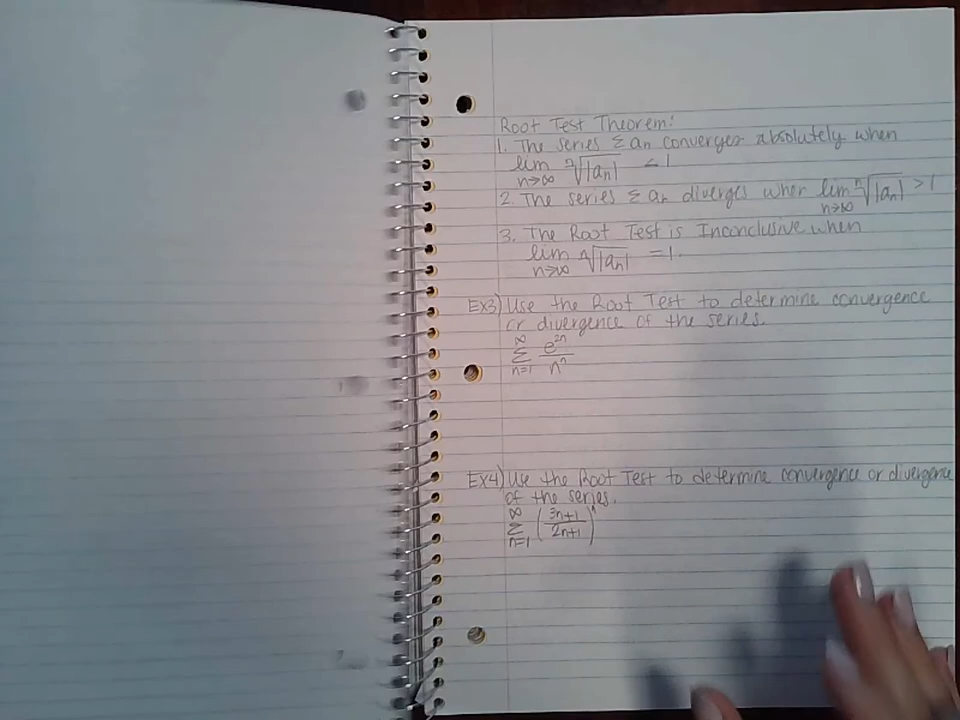 Root Test Theorem:
1. The series Σ an converges absolutely when
lim n→∞ ⁿ√|an| < 1
2. The series Σ an diverges when lim n→∞ ⁿ√|an| > 1
3. The Root Test is Inconclusive when
lim n→∞ ⁿ√|an| = 1.
EX3) Use the Root Test to determine convergence
or divergence of the series.
∞ Σ n=1 e^2n / n^n
EX4) Use the Root Test to determine convergence or divergence
of the series.
∞ Σ n=1 (3n+1 / 2n+1)^n